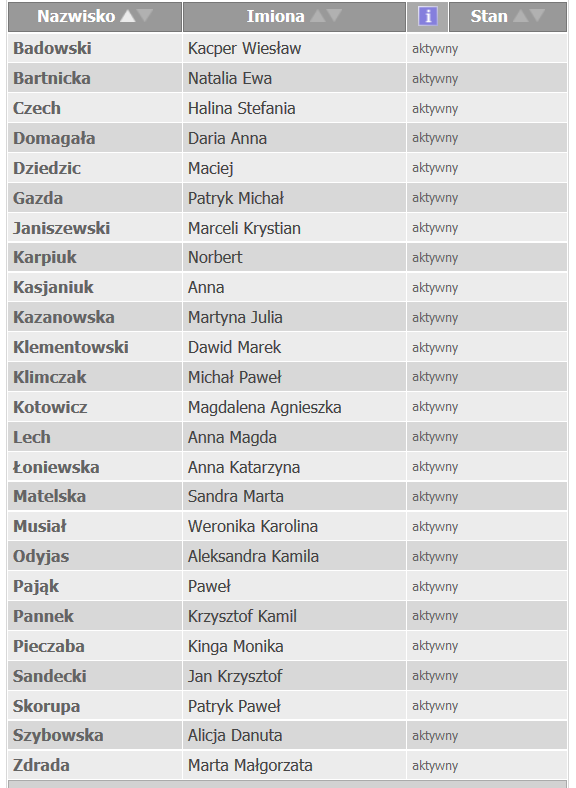 Nazwisko Imiona i Stan
Badowski Kacper Wiesław aktywny
Bartnicka Natalia Ewa aktywny
Czech Halina Stefania aktywny
Domagała Daria Anna aktywny
Dziedzic Maciej aktywny
Gazda Patryk Michał aktywny
Janiszewski Marceli Krystian aktywny
Karpiuk Norbert aktywny
Kasjaniuk Anna aktywny
Kazanowska Martyna Julia aktywny
Klementowski Dawid Marek aktywny
Klimczak Michał Paweł aktywny
Kotowicz Magdalena Agnieszka aktywny
Lech Anna Magda aktywny
Łoniewska Anna Katarzyna aktywny
Matelska Sandra Marta aktywny
Musiał Weronika Karolina aktywny
Odyjas Aleksandra Kamila aktywny
Pająk Paweł aktywny
Pannek Krzysztof Kamil aktywny
Pieczaba Kinga Monika aktywny
Sandecki Jan Krzysztof aktywny
Skorupa Patryk Paweł aktywny
Szybowska Alicja Danuta aktywny
Zdrada Marta Małgorzata aktywny